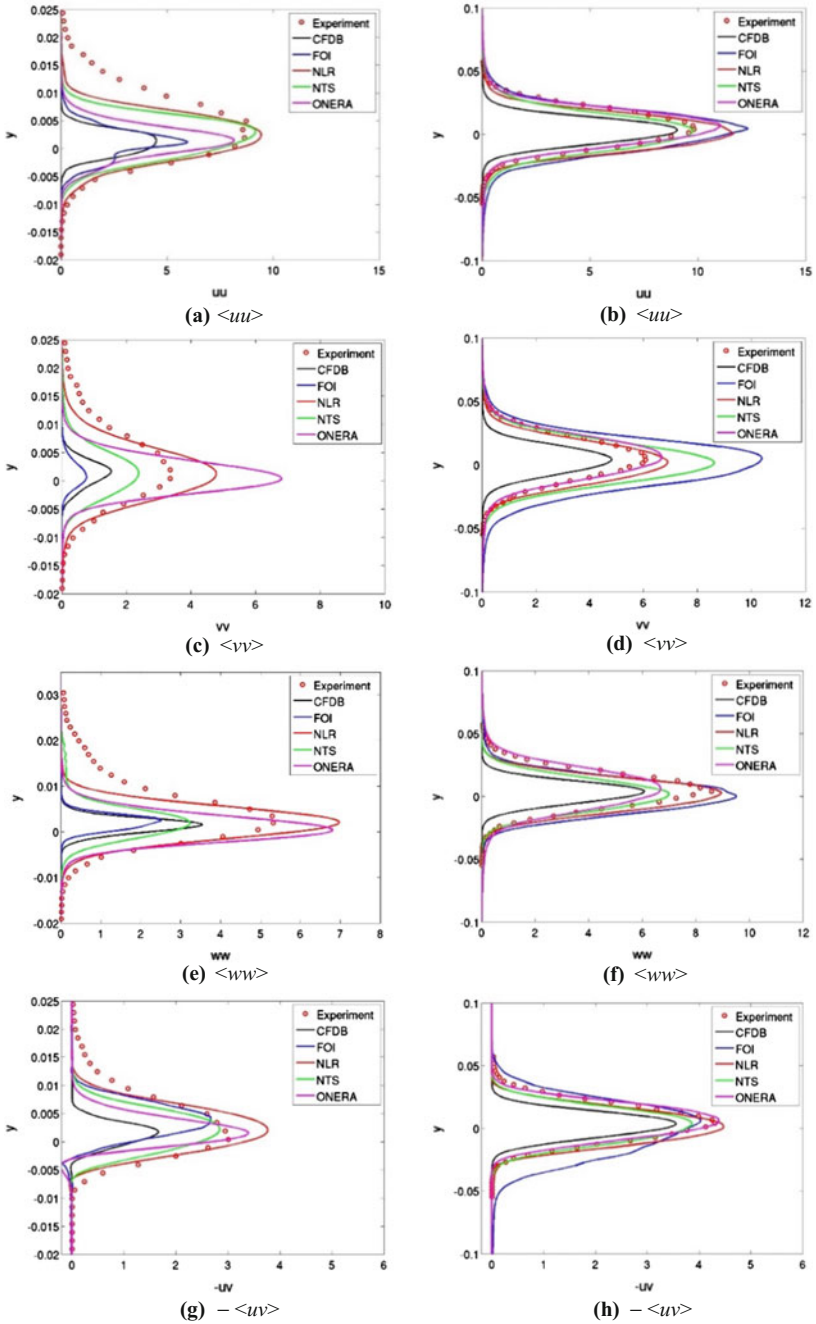 0.025
0.02
0.015
0.01
0.005
0
-0.005
-0.01
-0.015
-0.02
y
0 5 10 15
uu
Experiment
CFDB
FOI
NLR
NTS
ONERA
(a) <uu>
0.1
0.05
0
-0.05
-0.1
y
0 5 10 15
uu
Experiment
CFDB
FOI
NLR
NTS
ONERA
(b) <uu>
0.025
0.02
0.015
0.01
0.005
0
-0.005
-0.01
-0.015
-0.02
y
0 2 4 6 8 10
vv
Experiment
CFDB
FOI
NLR
NTS
ONERA
(c) <vv>
0.1
0.05
0
-0.05
-0.1
y
0 2 4 6 8 10 12
vv
Experiment
CFDB
FOI
NLR
NTS
ONERA
(d) <vv>
0.03
0.02
0.01
0
-0.01
-0.02
y
0 1 2 3 4 5 6 7 8
ww
Experiment
CFDB
FOI
NLR
NTS
ONERA
(e) <ww>
0.1
0.05
0
-0.05
-0.1
y
0 2 4 6 8 10 12
ww
Experiment
CFDB
FOI
NLR
NTS
ONERA
(f) <ww>
0.025
0.02
0.015
0.01
0.005
0
-0.005
-0.01
-0.015
-0.02
y
0 1 2 3 4 5 6
-uv
Experiment
CFDB
FOI
NLR
NTS
ONERA
(g) – <uv>
0.1
0.05
0
-0.05
-0.1
y
0 1 2 3 4 5 6
-uv
Experiment
CFDB
FOI
NLR
NTS
ONERA
(h) – <uv>